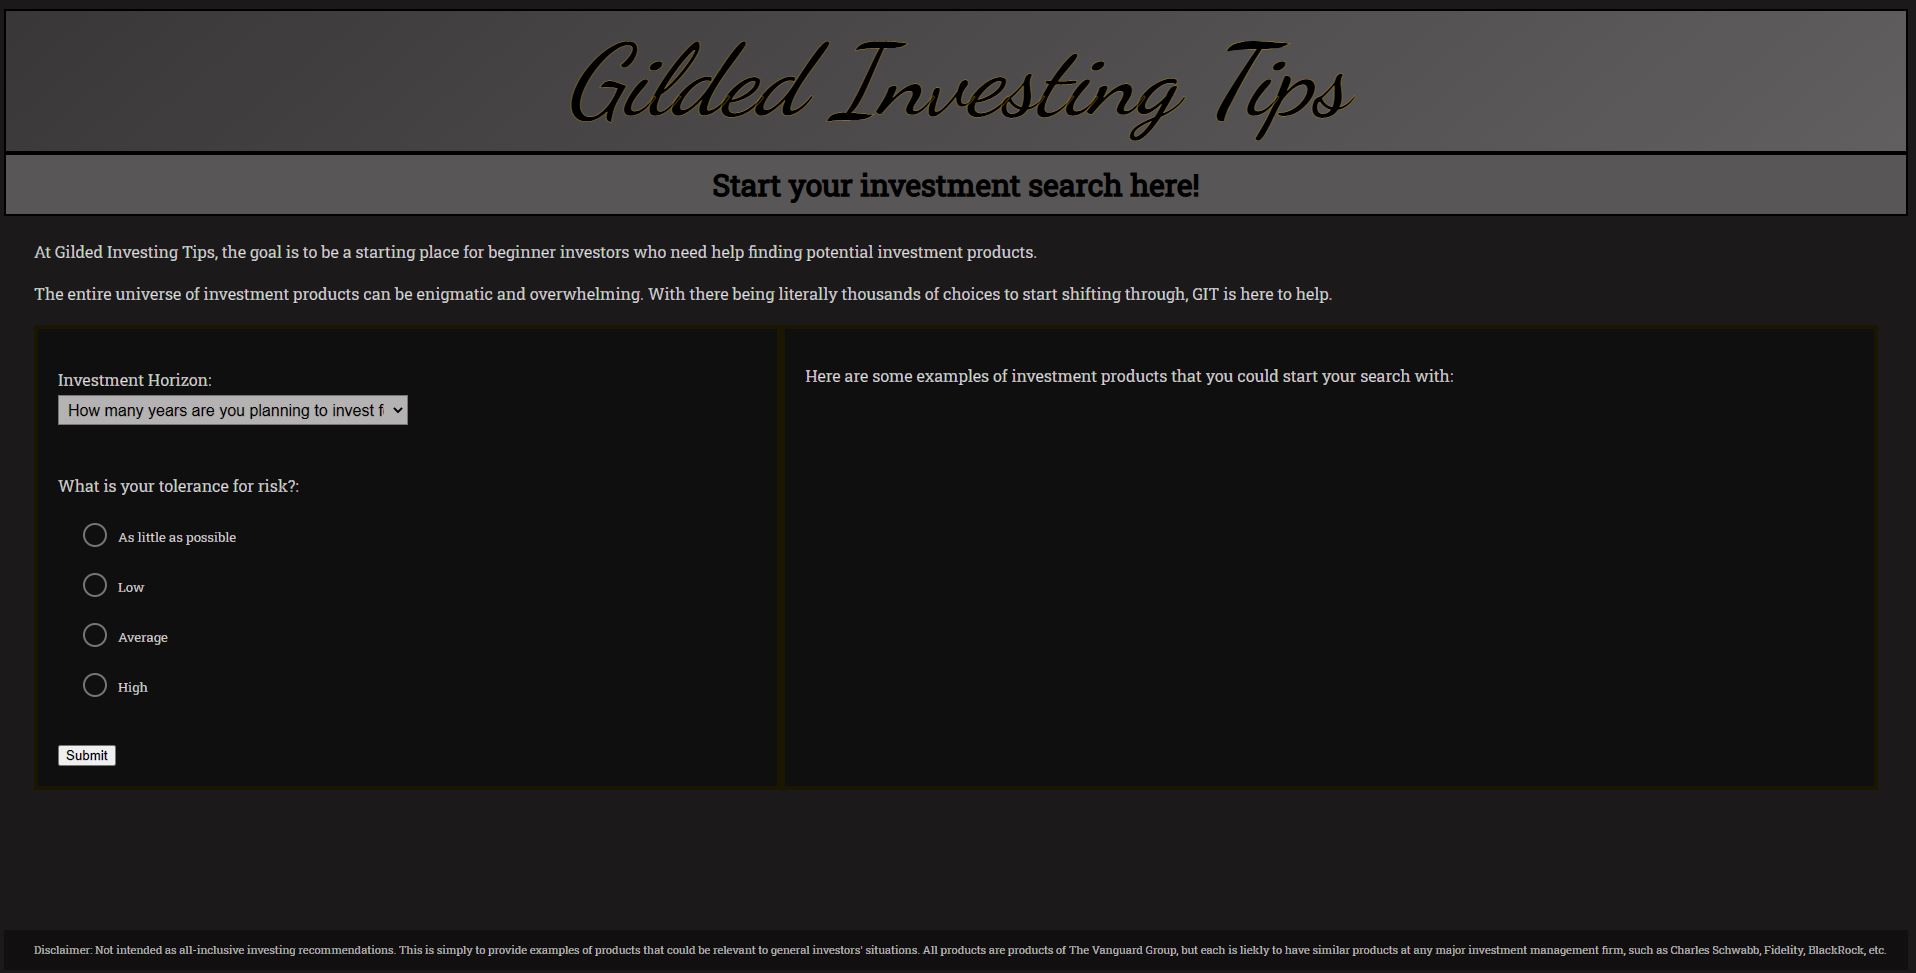 Gilded Investing Tips
Start your investment search here!
At Gilded Investing Tips, the goal is to be a starting place for beginner investors who need help finding potential investment products.
The entire universe of investment products can be enigmatic and overwhelming. With there being literally thousands of choices to start shifting through, GIT is here to help.
Investment Horizon:
How many years are you planning to invest f
What is your tolerance for risk?:
As little as possible
Low
Average
High
Submit
Here are some examples of investment products that you could start your search with:
Disclaimer: Not intended as all-inclusive investing recommendations. This is simply to provide examples of products that could be relevant to general investors' situations. All products are products of The Vanguard Group, but each is liekly to have similar products at any major investment management firm, such as Charles Schwabb, Fidelity, BlackRock, etc.